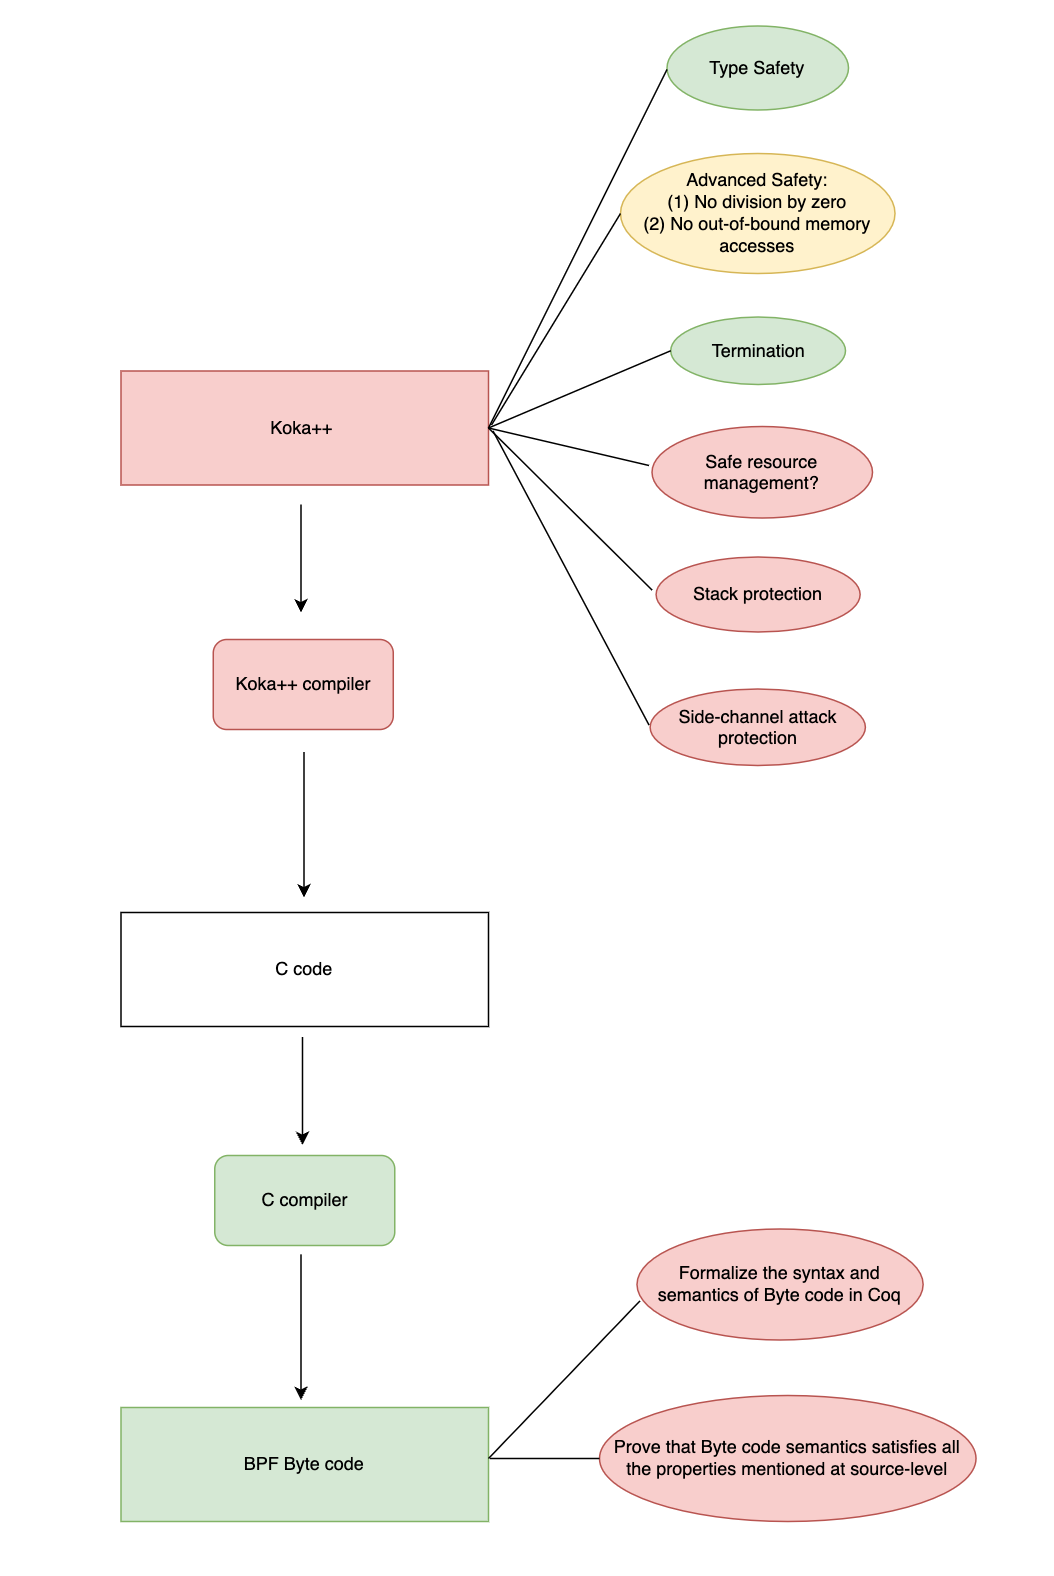 Type Safety
Advanced Safety:
(1) No division by zero
(2) No out-of-bound memory
accesses
Termination
Koka++
Safe resource
management?
Stack protection
Koka++ compiler
Side-channel attack
protection
C code
C compiler
Formalize the syntax and
semantics of Byte code in Coq
BPF Byte code
Prove that Byte code semantics satisfies all
the properties mentioned at source-level